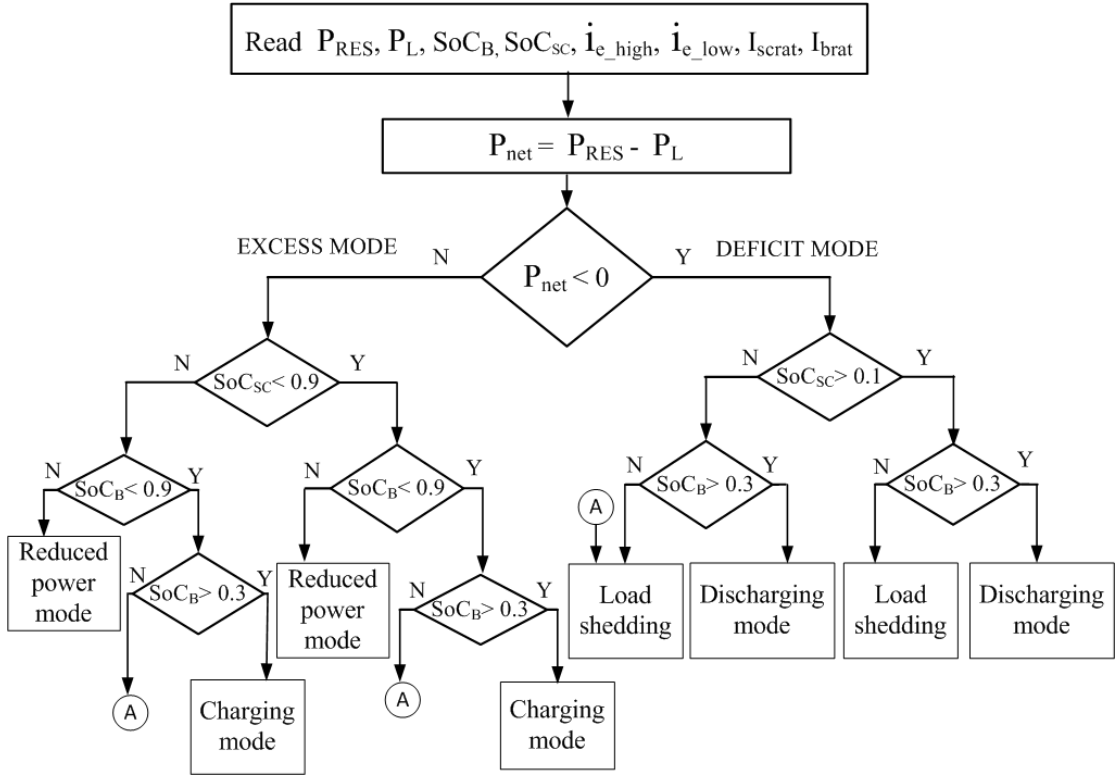 Read P_RES, P_L, SoC_B, SoC_SC, i_e_high, i_e_low, I_scrat, I_brat
P_net = P_RES - P_L
EXCESS MODE N P_net < 0 Y DEFICIT MODE
N SoC_SC < 0.9 Y
N SoC_SC > 0.1 Y
N SoC_B < 0.9 Y
N SoC_B < 0.9 Y
N SoC_B > 0.3 Y
N SoC_B > 0.3 Y
A
Reduced
power
mode
N SoC_B > 0.3 Y
Reduced
power
mode
N SoC_B > 0.3 Y
Load
shedding
Discharging
mode
Load
shedding
Discharging
mode
A
Charging
mode
A
Charging
mode